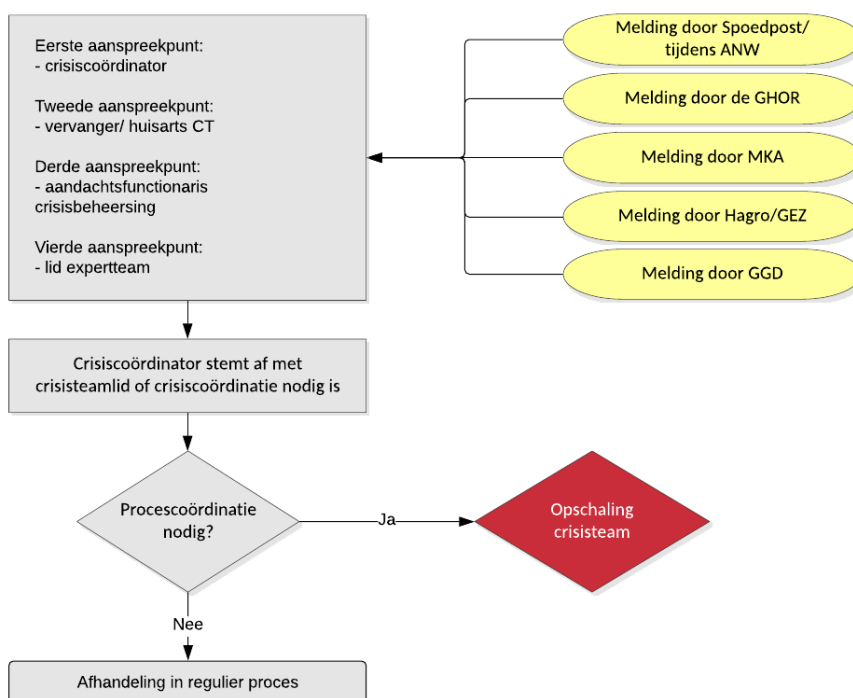 Eerste aanspreekpunt:
- crisiscoördinator
Tweede aanspreekpunt:
- vervanger/ huisarts CT
Derde aanspreekpunt:
- aandachtsfunctionaris
crisisbeheersing
Vierde aanspreekpunt:
- lid expertteam
Melding door Spoedpost/
tijdens ANW
Melding door de GHOR
Melding door MKA
Melding door Hagro/GEZ
Melding door GGD
Crisiscoördinator stemt af met
crisisteamlid of crisiscoördinatie nodig is
Procescoördinatie
nodig?
Ja
Opschaling
crisisteam
Nee
Afhandeling in regulier proces